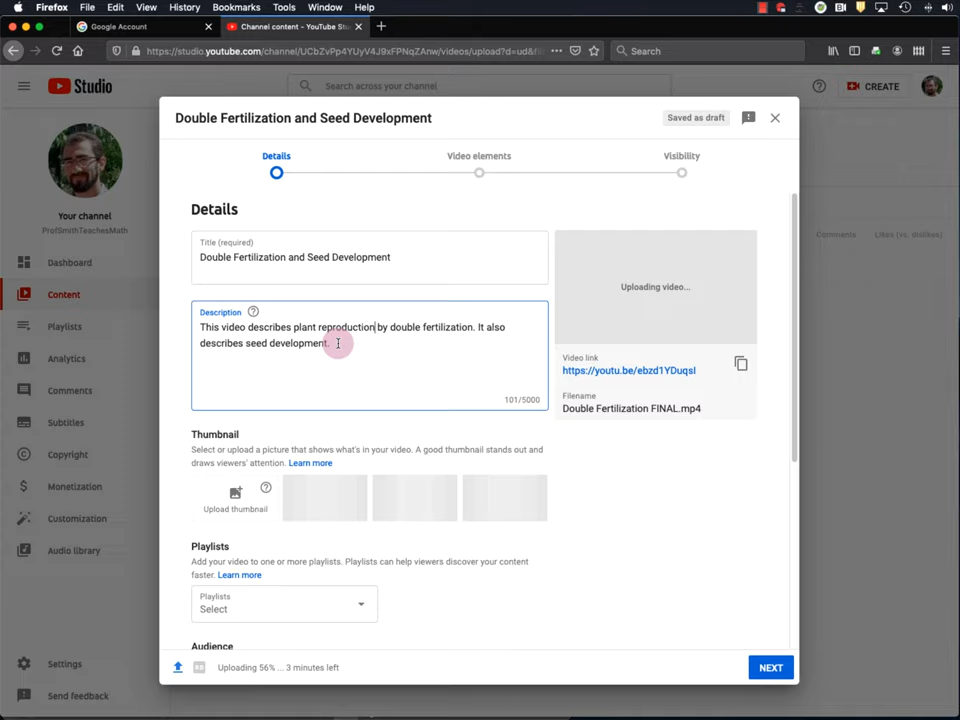 Firefox File Edit View History Bookmarks Tools Window Help
Google Account
Channel content - YouTube Stu
https://studio.youtube.com/channel/UCbZvPp4YUyV4J9xFPNqZAnw/videos/upload?d=ud&fil
Search
Studio
Search across your channel
CREATE
Your channel
ProfSmithTeachesMath
Dashboard
Content
Playlists
Analytics
Comments
Subtitles
Copyright
Monetization
Customization
Audio library
Settings
Send feedback
Comments Likes (vs. dislikes)
Double Fertilization and Seed Development
Saved as draft
Details Video elements Visibility
Details
Title (required)
Double Fertilization and Seed Development
Description
This video describes plant reproduction by double fertilization. It also
describes seed development.
101/5000
Uploading video...
Video link
https://youtu.be/ebzd1YDuqsI
Filename
Double Fertilization FINAL.mp4
Thumbnail
Select or upload a picture that shows what's in your video. A good thumbnail stands out and
draws viewers' attention. Learn more
Upload thumbnail
Playlists
Add your video to one or more playlists. Playlists can help viewers discover your content
faster. Learn more
Playlists
Select
Audience
Uploading 56% ... 3 minutes left
NEXT